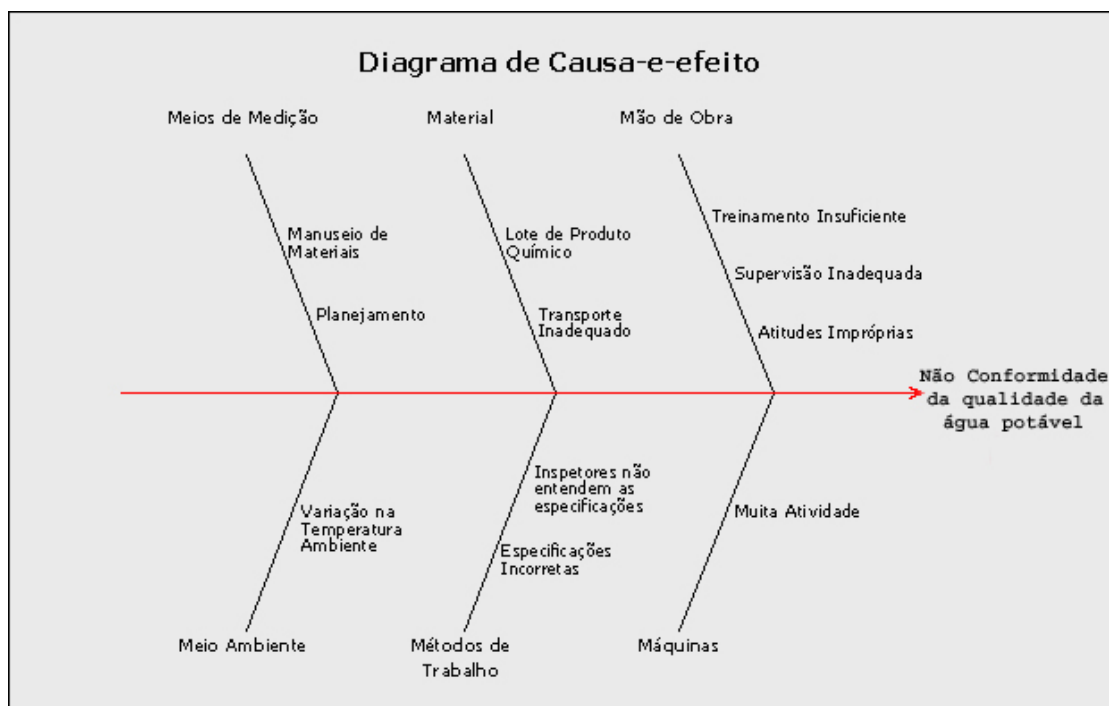 Diagrama de Causa-e-efeito
Meios de Medição
Material
Mão de Obra
Manuseio de
Materiais
Planejamento
Lote de Produto
Químico
Transporte
Inadequado
Treinamento Insuficiente
Supervisão Inadequada
Atitudes Impróprias
Não Conformidade
da qualidade da
água potável
Variação na
Temperatura
Ambiente
Inspetores não
entendem as
especificações
Especificações
Incorretas
Muita Atividade
Meio Ambiente
Métodos de
Trabalho
Máquinas